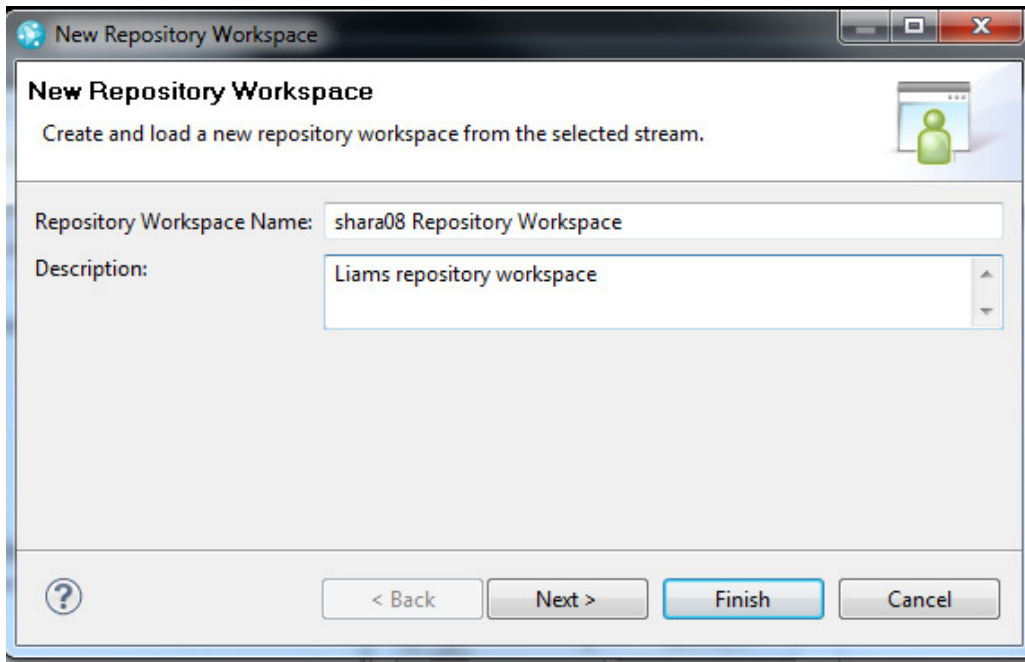 New Repository Workspace
New Repository Workspace
Create and load a new repository workspace from the selected stream.
Repository Workspace Name: shara08 Repository Workspace
Description: Liams repository workspace
? < Back Next > Finish Cancel